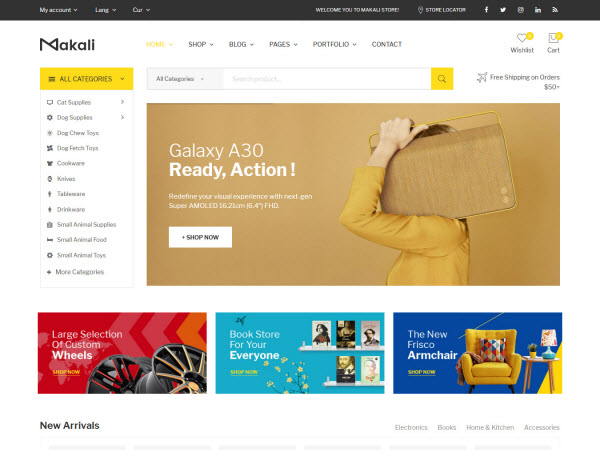 My account
Lang
Cur
WELCOME YOU TO MAKALI STORE!
STORE LOCATOR
Makali
HOME
SHOP
BLOG
PAGES
PORTFOLIO
CONTACT
0
0
Wishlist
Cart
ALL CATEGORIES
All Categories
Search product...
Free Shipping on Orders
$50+
Cat Supplies
Dog Supplies
Dog Chew Toys
Dog Fetch Toys
Cookware
Knives
Tableware
Drinkware
Small Animal Supplies
Small Animal Food
Small Animal Toys
+ More Categories
Galaxy A30
Ready, Action !
Redefine your visual experience with next-gen
Super AMOLED 16.21cm (6.4") FHD.
+ SHOP NOW
Large Selection
Of Custom
Wheels
SHOP NOW
Book Store
For Your
Everyone
SHOP NOW
The New
Frisco
Armchair
SHOP NOW
New Arrivals
Electronics
Books
Home & Kitchen
Accessories